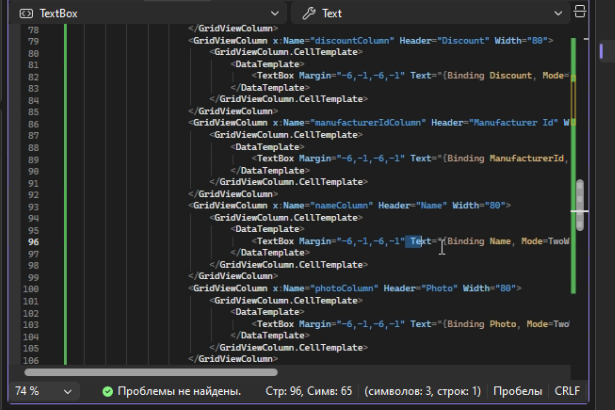 TextBox Text
78 </GridViewColumn>
79 <GridViewColumn x:Name="discountColumn" Header="Discount" Width="80">
80 <GridViewColumn.CellTemplate>
81 <DataTemplate>
82 <TextBox Margin="-6,-1,-6,-1" Text="{Binding Discount, Mode=
83 </DataTemplate>
84 </GridViewColumn.CellTemplate>
85 </GridViewColumn>
86 <GridViewColumn x:Name="manufacturerIdColumn" Header="Manufacturer Id" W
87 <GridViewColumn.CellTemplate>
88 <DataTemplate>
89 <TextBox Margin="-6,-1,-6,-1" Text="{Binding ManufacturerId,
90 </DataTemplate>
91 </GridViewColumn.CellTemplate>
92 </GridViewColumn>
93 <GridViewColumn x:Name="nameColumn" Header="Name" Width="80">
94 <GridViewColumn.CellTemplate>
95 <DataTemplate>
96 <TextBox Margin="-6,-1,-6,-1" Text="{Binding Name, Mode=TwoW
97 </DataTemplate>
98 </GridViewColumn.CellTemplate>
99 </GridViewColumn>
100 <GridViewColumn x:Name="photoColumn" Header="Photo" Width="80">
101 <GridViewColumn.CellTemplate>
102 <DataTemplate>
103 <TextBox Margin="-6,-1,-6,-1" Text="{Binding Photo, Mode=Two
104 </DataTemplate>
105 </GridViewColumn.CellTemplate>
106 </GridViewColumn>
74 % Проблемы не найдены. Стр: 96, Симв: 65 (символов: 3, строк: 1) Пробелы CRLF